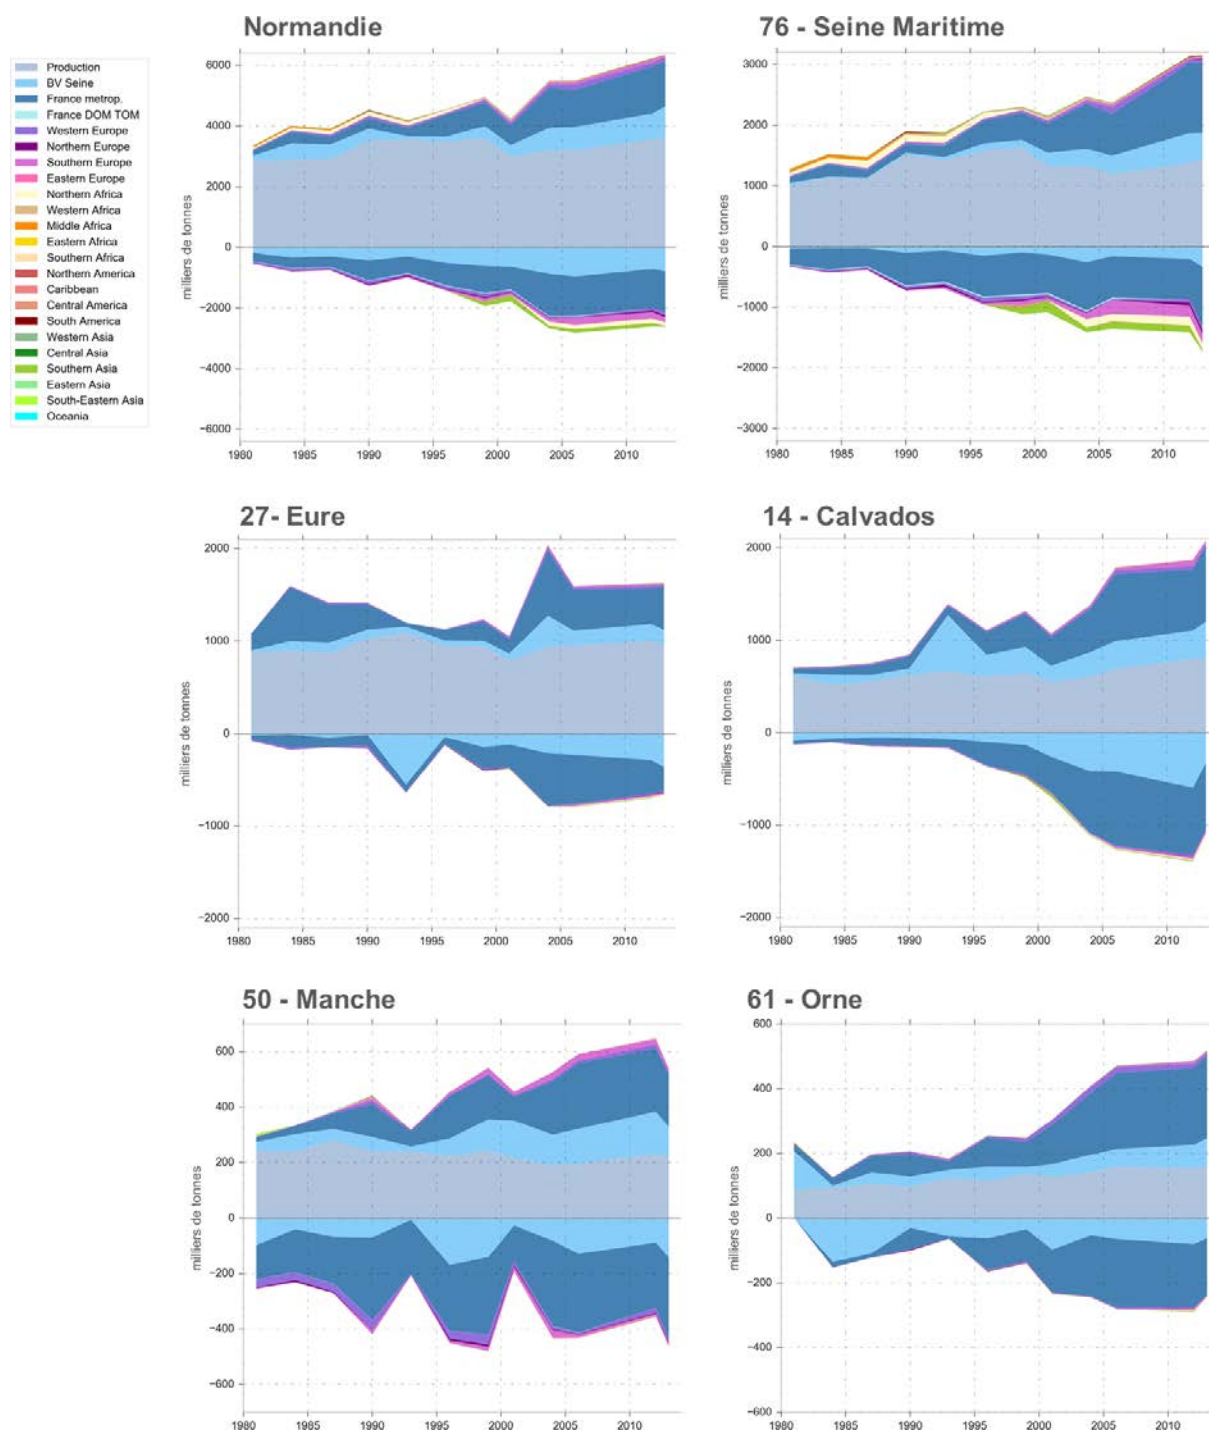 Normandie
76 - Seine Maritime
Production
BV Seine
France metrop.
France DOM TOM
Western Europe
Northern Europe
Southern Europe
Eastern Europe
Northern Africa
Western Africa
Middle Africa
Eastern Africa
Southern Africa
Northern America
Caribbean
Central America
South America
Western Asia
Central Asia
Southern Asia
Eastern Asia
South-Eastern Asia
Oceania
milliers de tonnes
6000
4000
2000
0
−2000
−4000
−6000
1980 1985 1990 1995 2000 2005 2010
milliers de tonnes
3000
2000
1000
0
−1000
−2000
−3000
1980 1985 1990 1995 2000 2005 2010
27- Eure
14 - Calvados
milliers de tonnes
2000
1000
0
−1000
−2000
1980 1985 1990 1995 2000 2005 2010
milliers de tonnes
2000
1000
0
−1000
−2000
1980 1985 1990 1995 2000 2005 2010
50 - Manche
61 - Orne
milliers de tonnes
600
400
200
0
−200
−400
−600
1980 1985 1990 1995 2000 2005 2010
milliers de tonnes
600
400
200
0
−200
−400
−600
1980 1985 1990 1995 2000 2005 2010